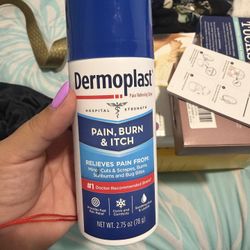 Dermoplast
Pain Relieving Spray
HOSPITAL STRENGTH
PAIN, BURN
& ITCH
RELIEVES PAIN FROM:
Minor Cuts & Scrapes, Burns,
Sunburns and Bug Bites
#1 Doctor Recommended Brand
NET WT. 2.75 OZ (78 g)
TUCKS